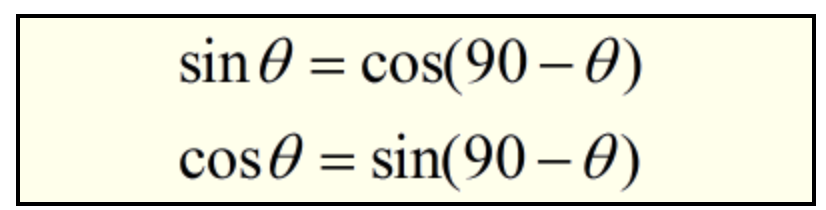 sin θ = cos(90 − θ)
cos θ = sin(90 − θ)